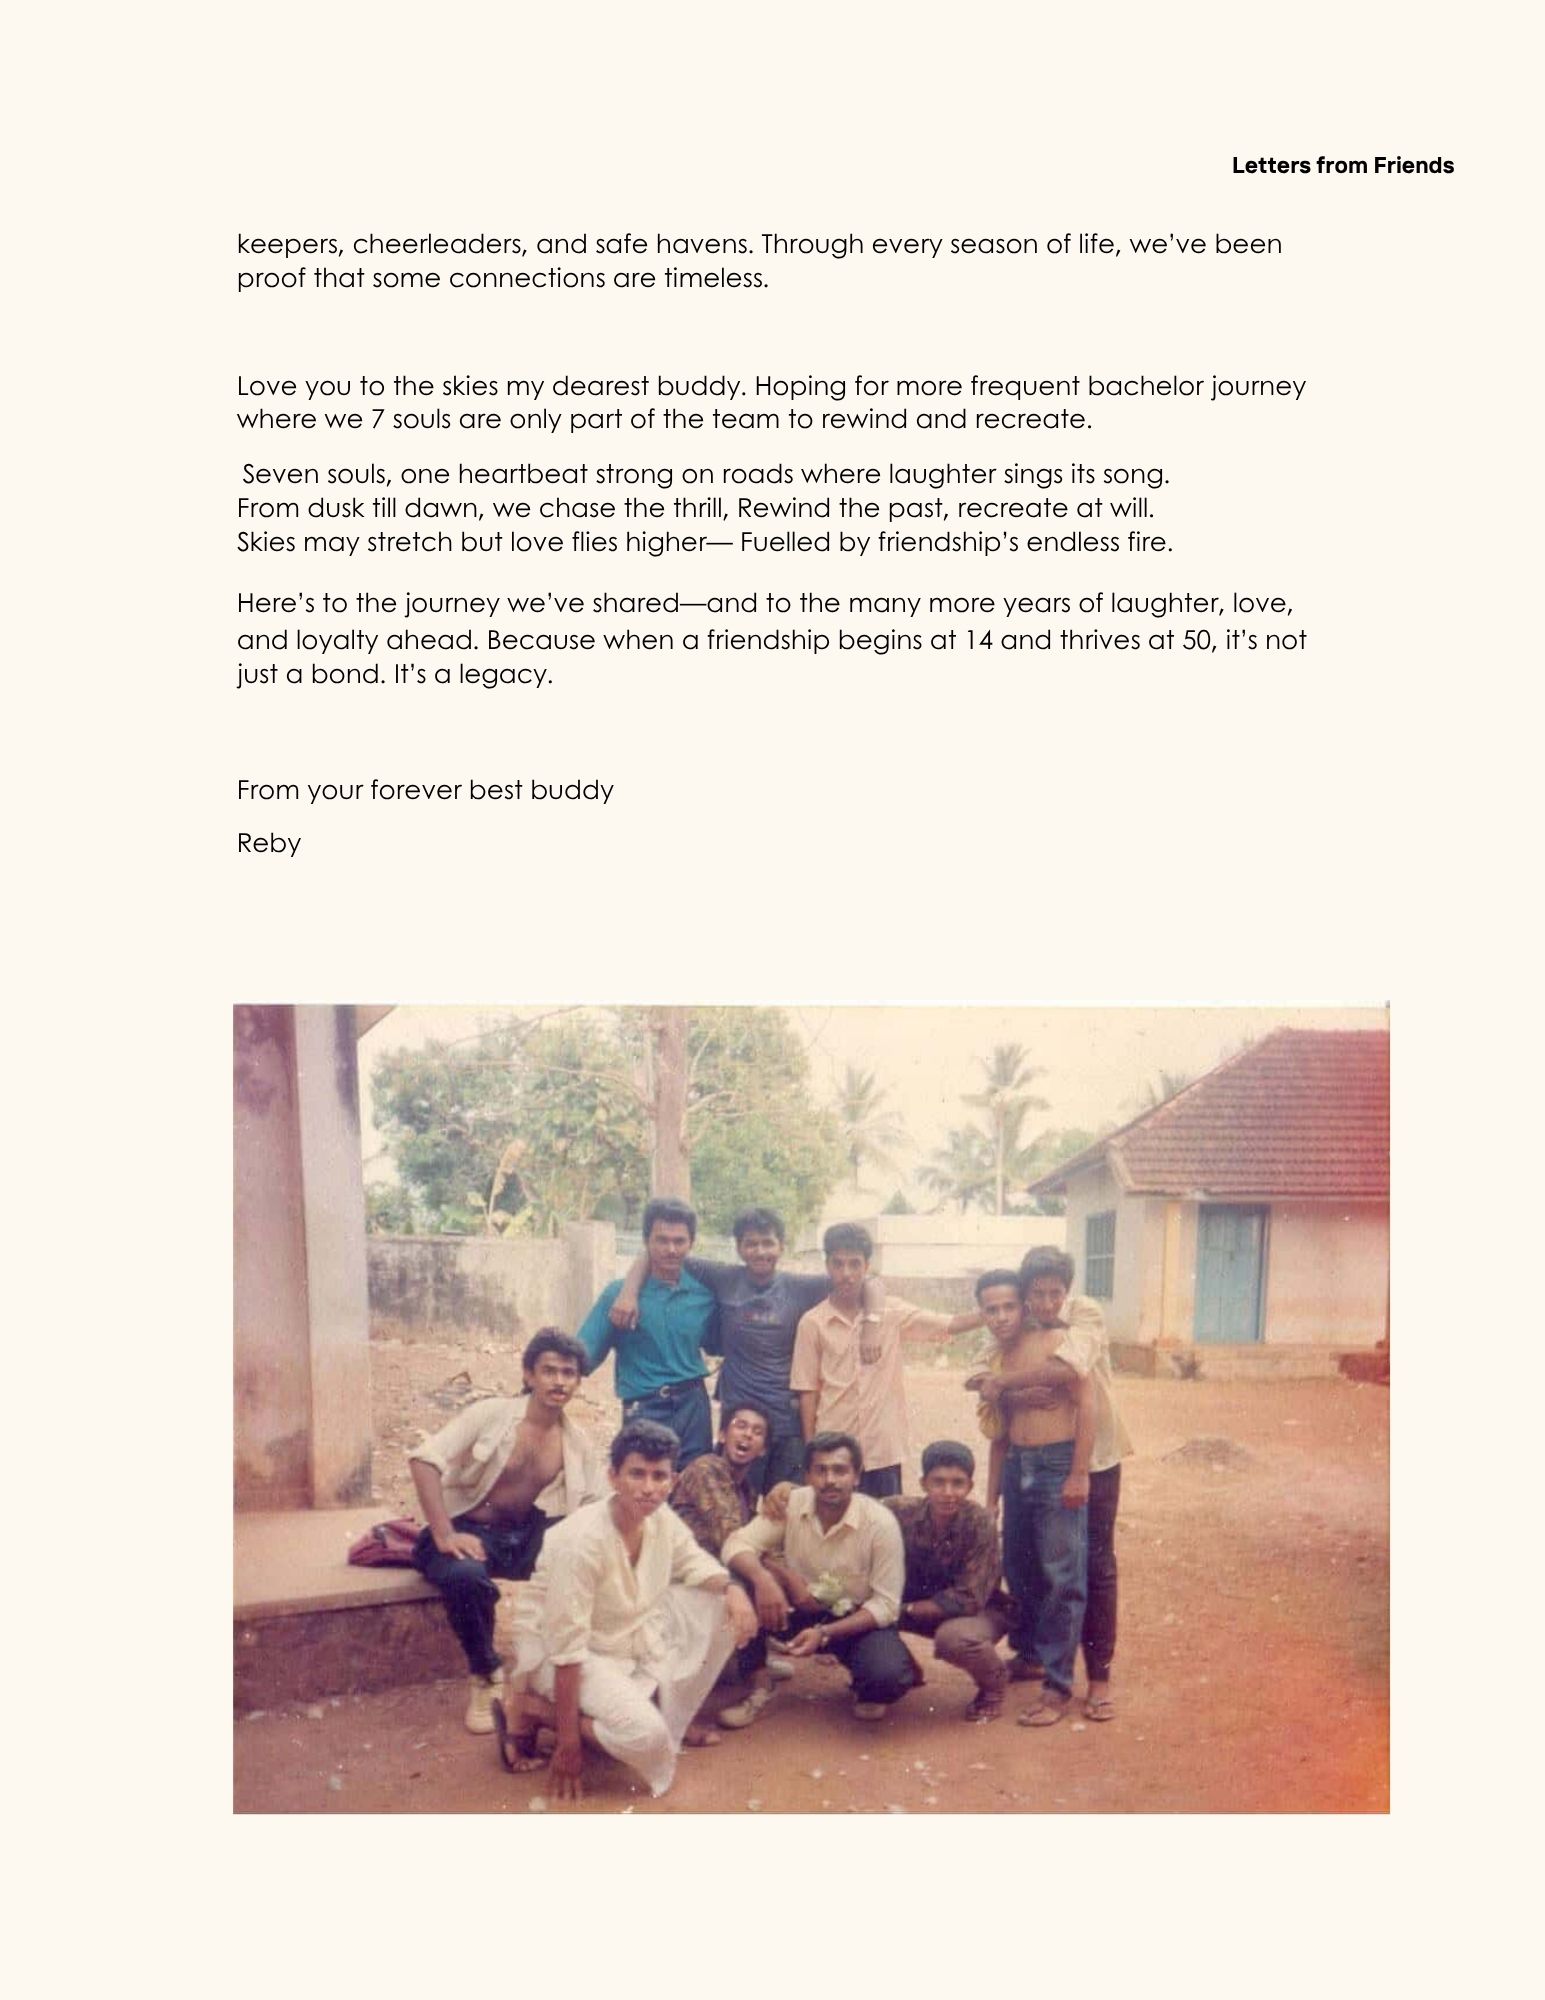 Letters from Friends
keepers, cheerleaders, and safe havens. Through every season of life, we’ve been
proof that some connections are timeless.
Love you to the skies my dearest buddy. Hoping for more frequent bachelor journey
where we 7 souls are only part of the team to rewind and recreate.
Seven souls, one heartbeat strong on roads where laughter sings its song.
From dusk till dawn, we chase the thrill, Rewind the past, recreate at will.
Skies may stretch but love flies higher— Fuelled by friendship’s endless fire.
Here’s to the journey we’ve shared—and to the many more years of laughter, love,
and loyalty ahead. Because when a friendship begins at 14 and thrives at 50, it’s not
just a bond. It’s a legacy.
From your forever best buddy
Reby